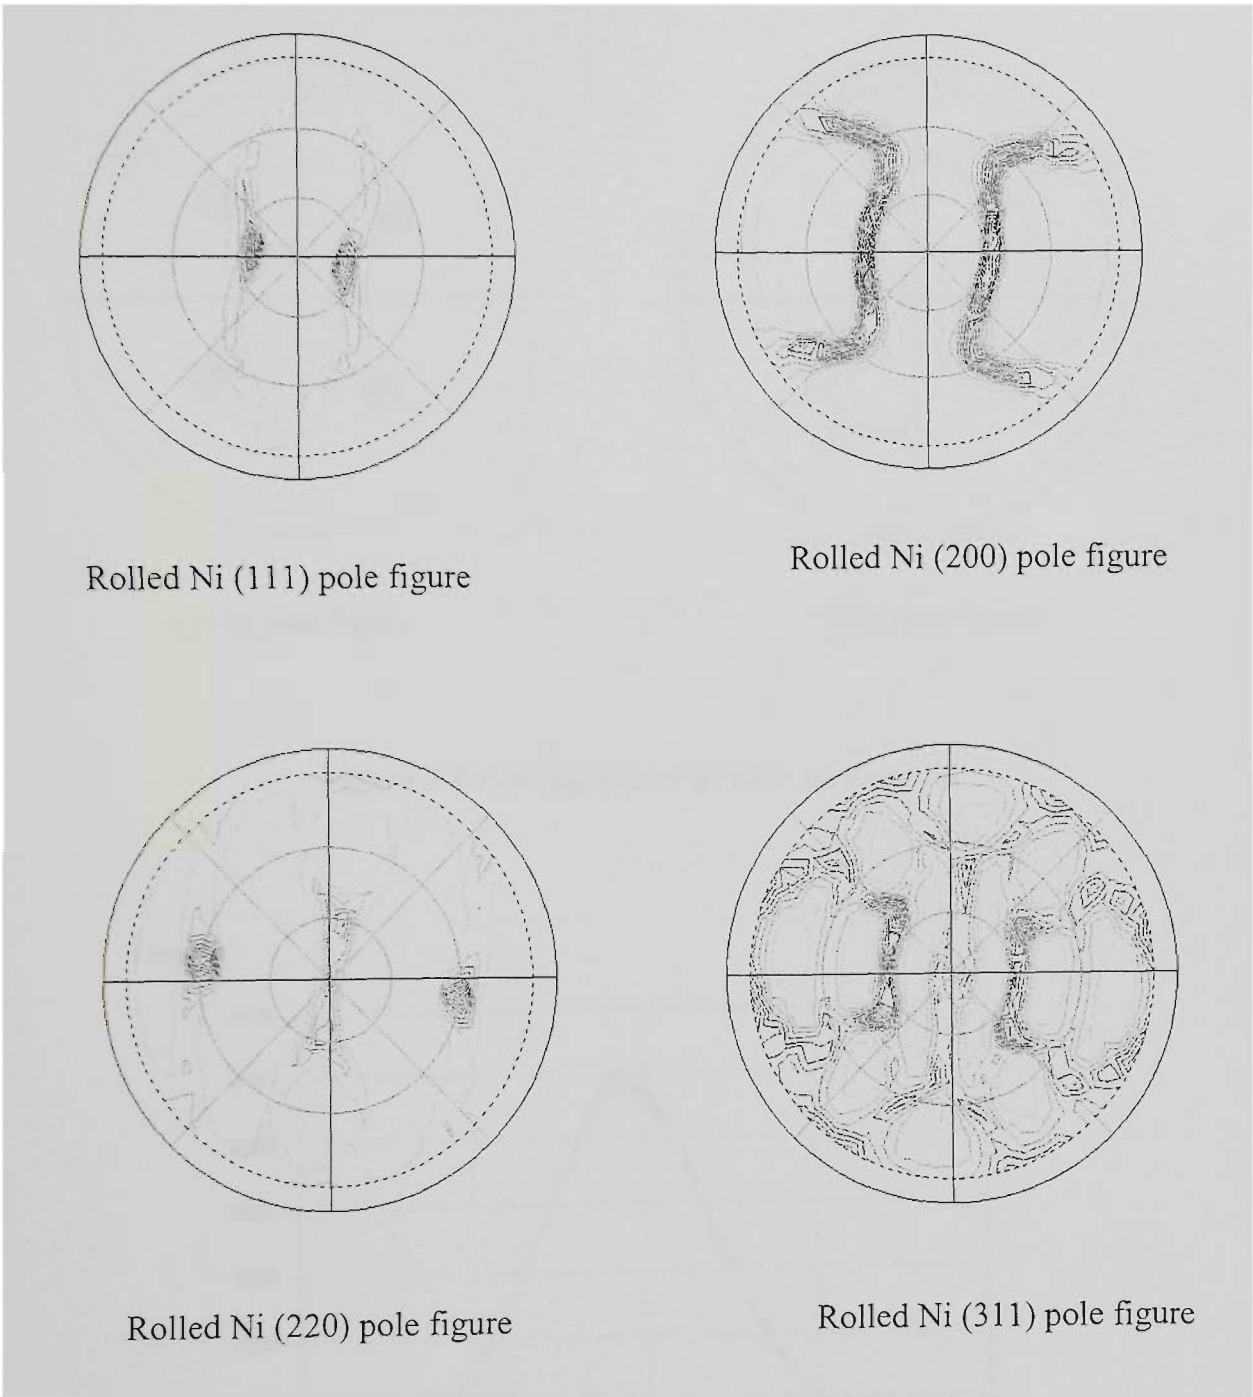 Rolled Ni (111) pole figure
Rolled Ni (200) pole figure
Rolled Ni (220) pole figure
Rolled Ni (311) pole figure